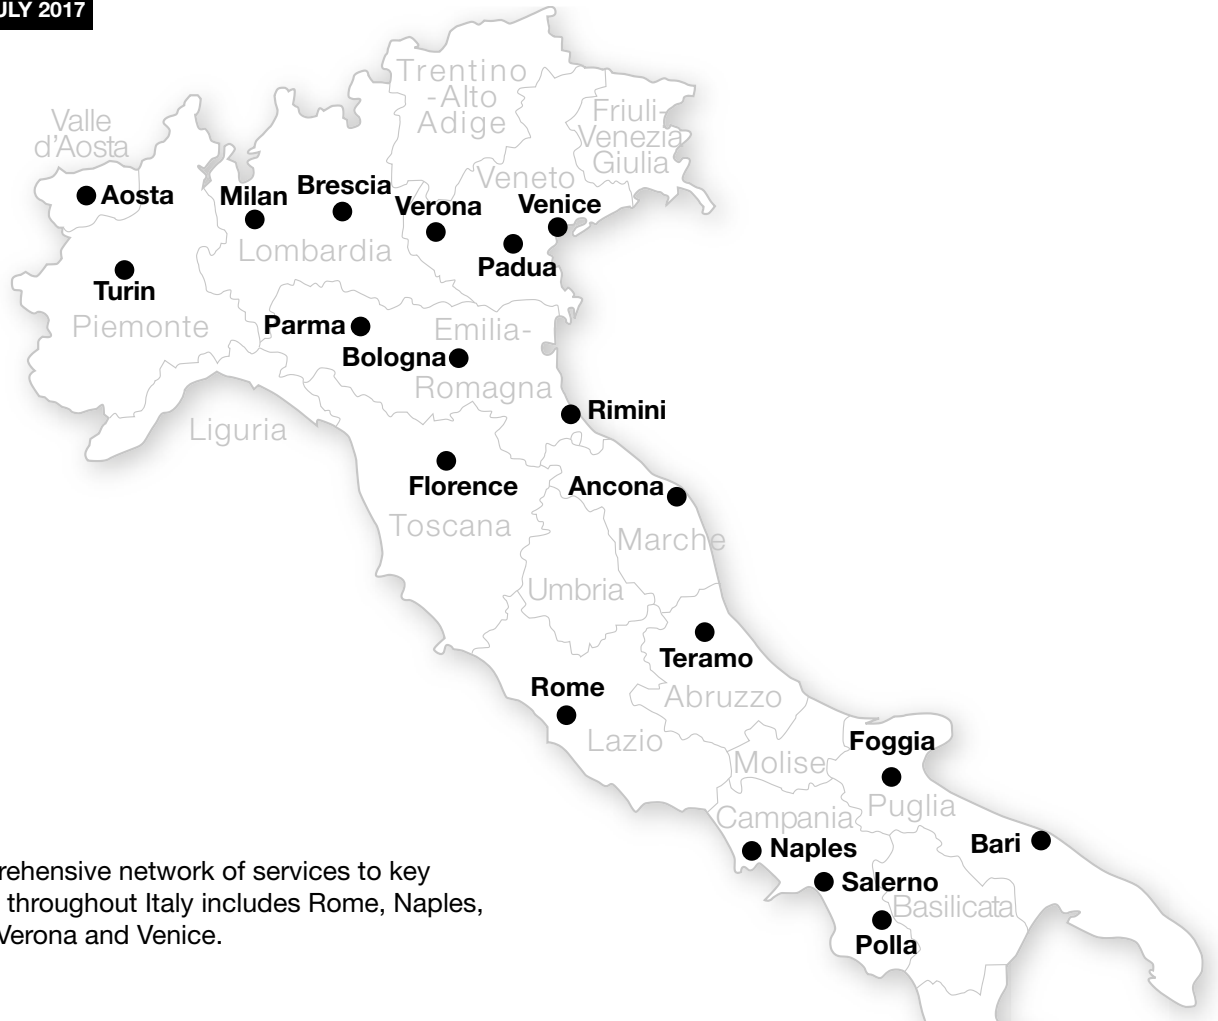 JULY 2017
Trentino
-Alto
Adige
Friuli-
Venezia
Giulia
Valle
d'Aosta
Veneto
Aosta
Milan
Brescia
Verona
Venice
Lombardia
Padua
Turin
Piemonte
Parma
Emilia-
Bologna
Romagna
Rimini
Liguria
Florence
Ancona
Toscana
Marche
Umbria
Teramo
Rome
Abruzzo
Lazio
Foggia
Molise
Puglia
Campania
Naples
Bari
Salerno
Basilicata
Polla
rehensive network of services to key
throughout Italy includes Rome, Naples,
Verona and Venice.